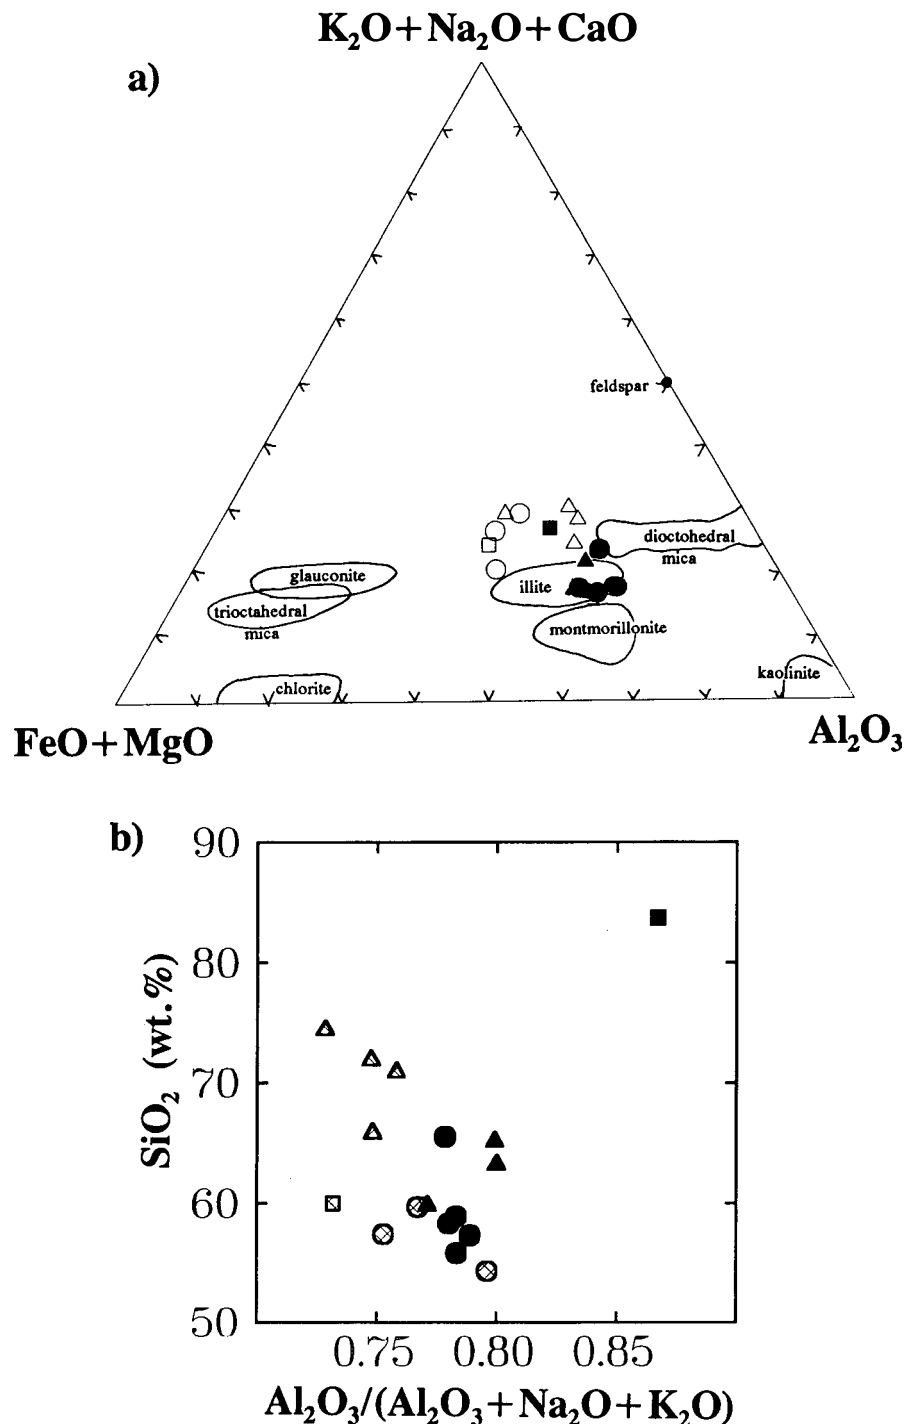 K₂O+Na₂O+CaO
a)
feldspar
dioctohedral
mica
glauconite
illite
trioctahedral
mica
montmorillonite
kaolinite
chlorite
FeO+MgO
Al₂O₃
b)
90
80
70
60
50
SiO₂ (wt.%)
0.75 0.80 0.85
Al₂O₃/(Al₂O₃+Na₂O+K₂O)